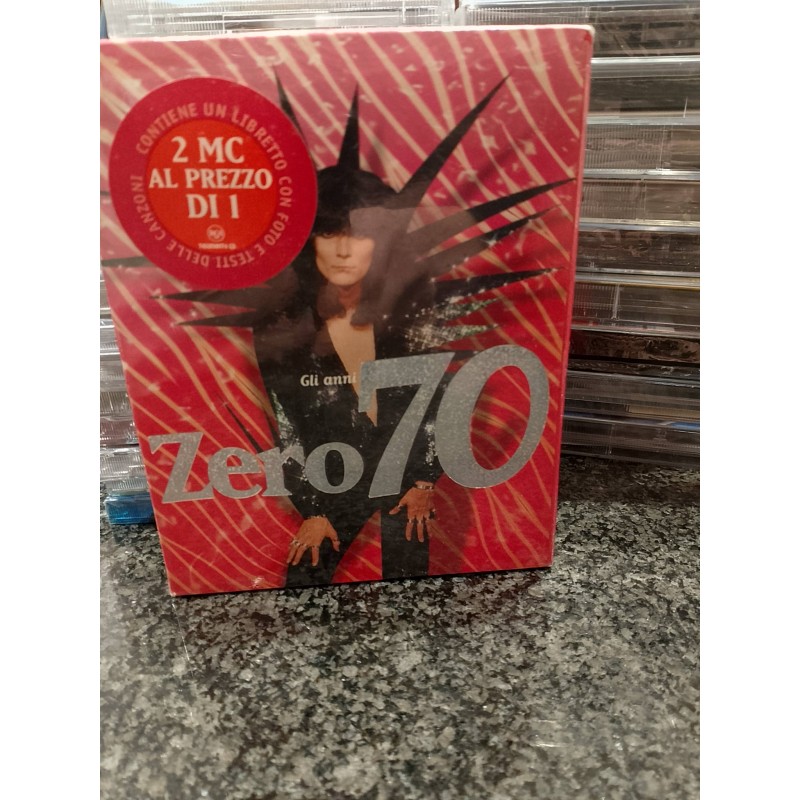 CONTIENE UN LIBRETTO CON FOTO E TESTI DELLE CANZONI
2 MC
AL PREZZO
DI 1
Gli anni
70
Zero